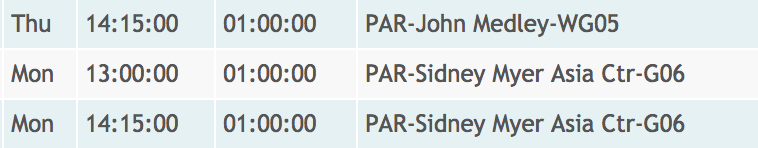 Thu 14:15:00 01:00:00 PAR-John Medley-WG05
Mon 13:00:00 01:00:00 PAR-Sidney Myer Asia Ctr-G06
Mon 14:15:00 01:00:00 PAR-Sidney Myer Asia Ctr-G06